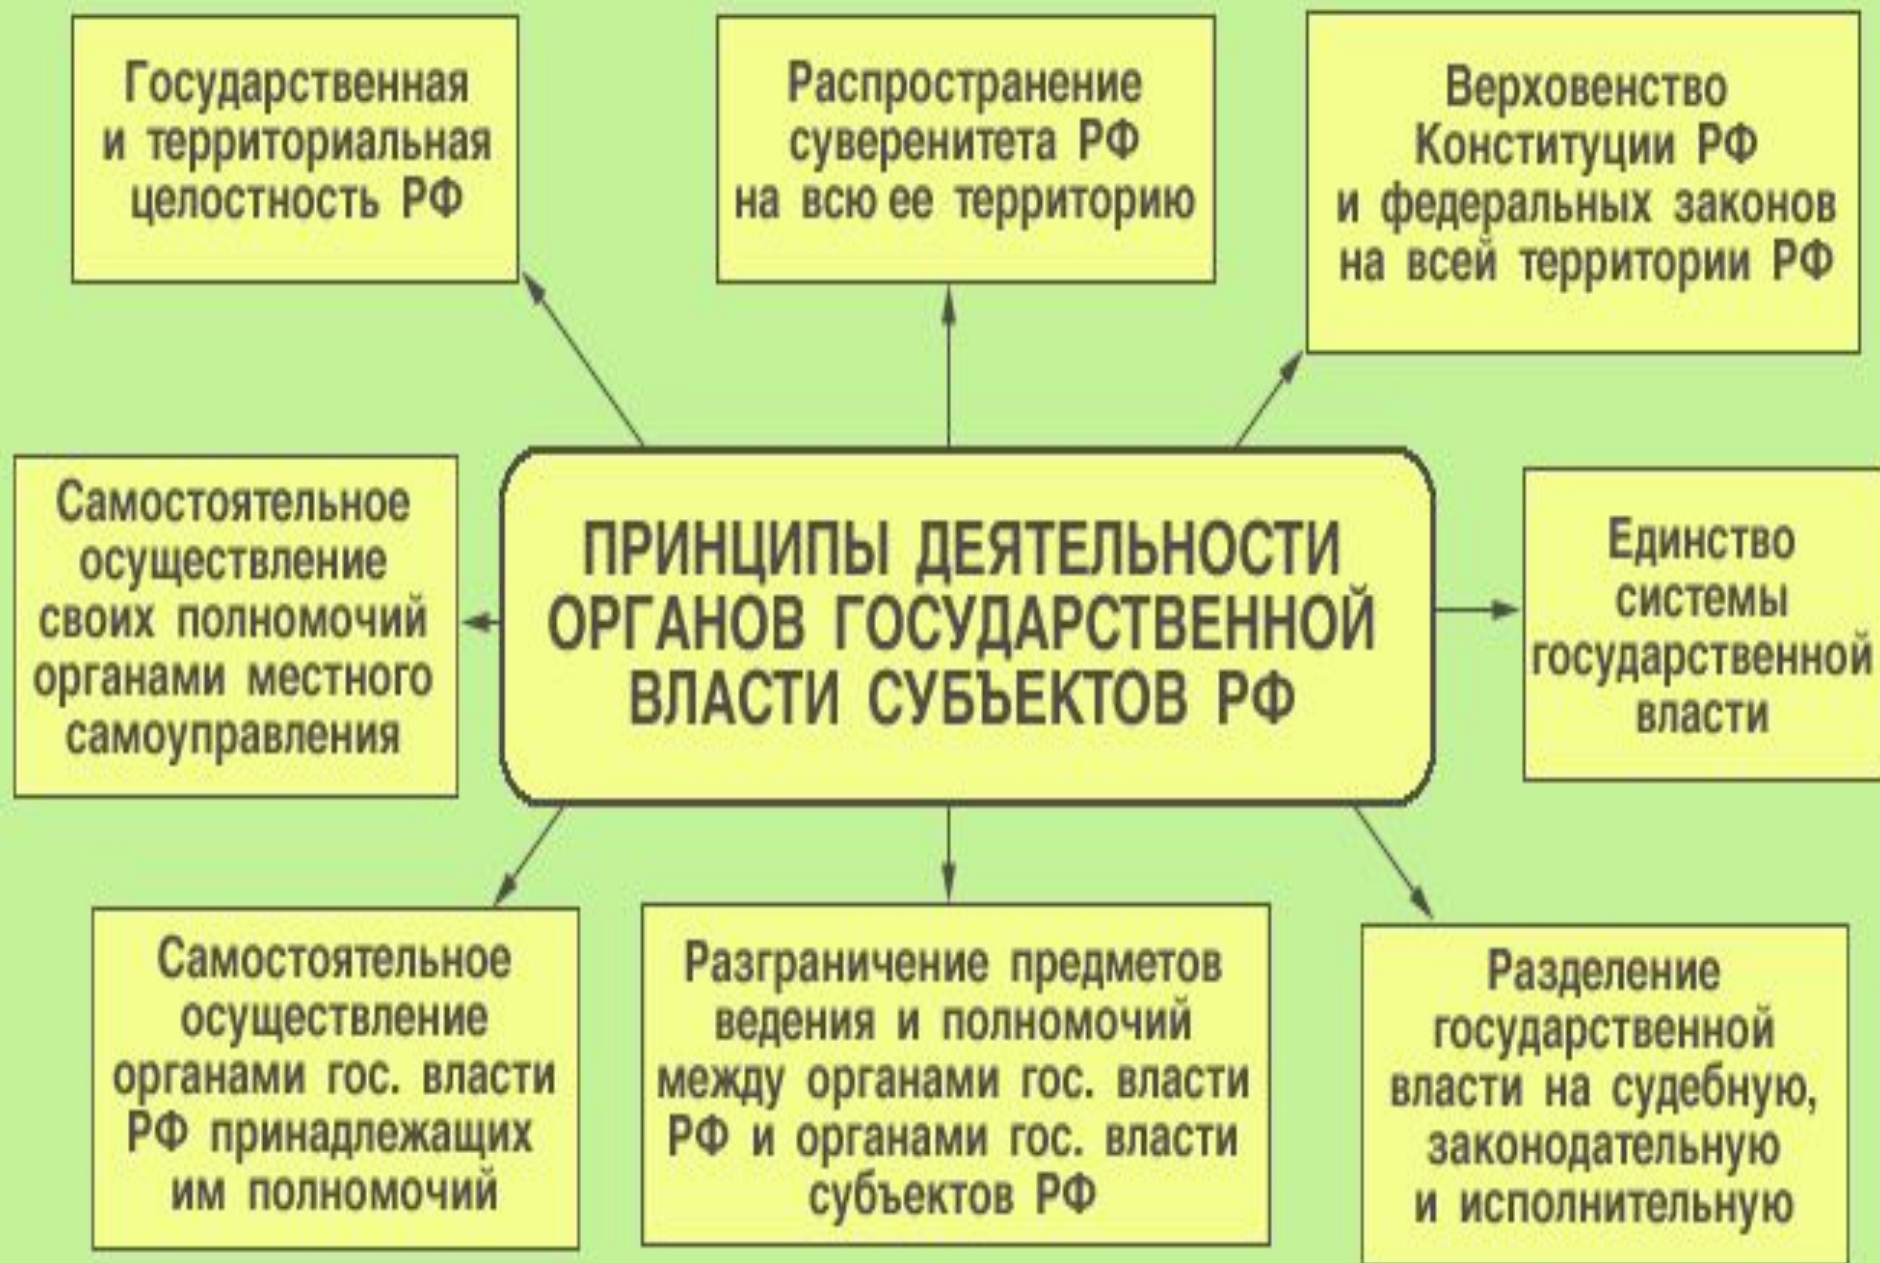 Государственная
и территориальная
целостность РФ
Распространение
суверенитета РФ
на всю ее территорию
Верховенство
Конституции РФ
и федеральных законов
на всей территории РФ
Самостоятельное
осуществление
своих полномочий
органами местного
самоуправления
ПРИНЦИПЫ ДЕЯТЕЛЬНОСТИ
ОРГАНОВ ГОСУДАРСТВЕННОЙ
ВЛАСТИ СУБЪЕКТОВ РФ
Единство
системы
государственной
власти
Самостоятельное
осуществление
органами гос. власти
РФ принадлежащих
им полномочий
Разграничение предметов
ведения и полномочий
между органами гос. власти
РФ и органами гос. власти
субъектов РФ
Разделение
государственной
власти на судебную,
законодательную
и исполнительную